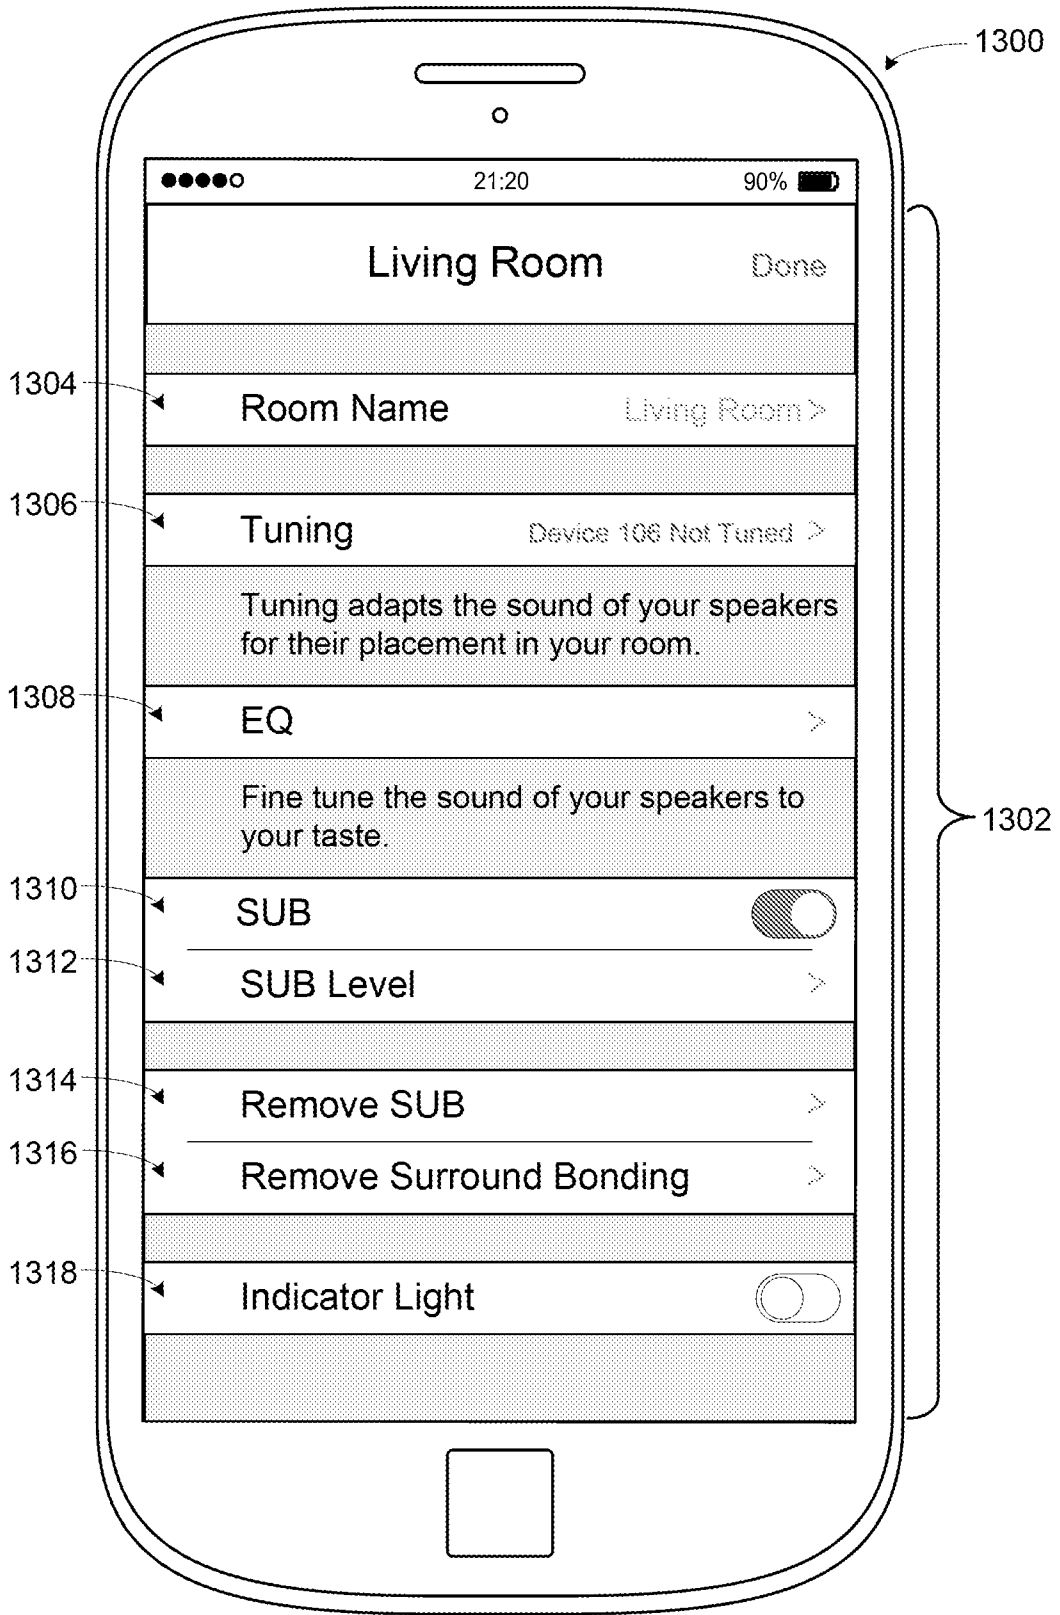 1300
21:20 90%
Living Room Done
1304 Room Name Living Room >
1306 Tuning Device 106 Not Tuned >
Tuning adapts the sound of your speakers
for their placement in your room.
1308 EQ >
Fine tune the sound of your speakers to
your taste.
1302
1310 SUB
1312 SUB Level >
1314 Remove SUB >
1316 Remove Surround Bonding >
1318 Indicator Light